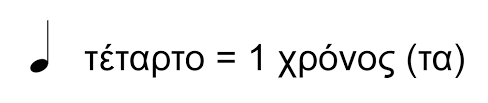 τέταρτο = 1 χρόνος (τα)